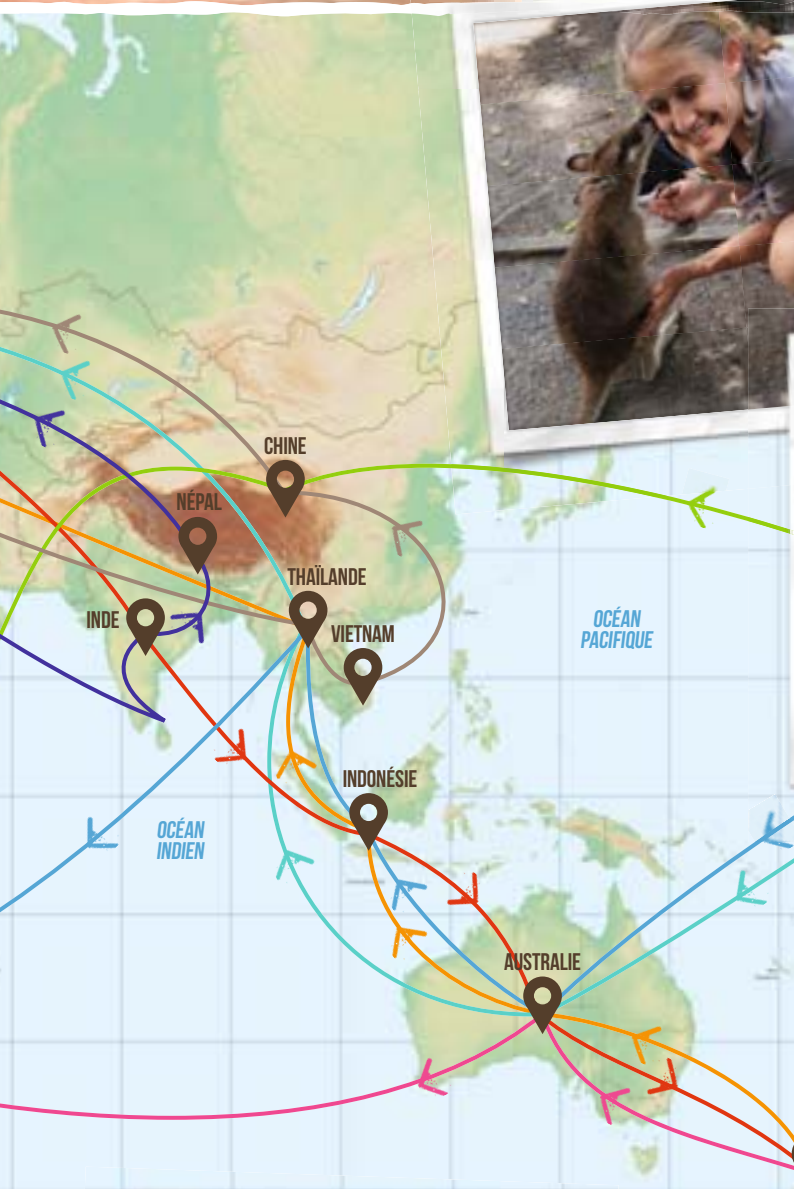 CHINE
NÉPAL
THAÏLANDE
INDE
VIETNAM
OCÉAN
PACIFIQUE
INDONÉSIE
OCÉAN
INDIEN
AUSTRALIE